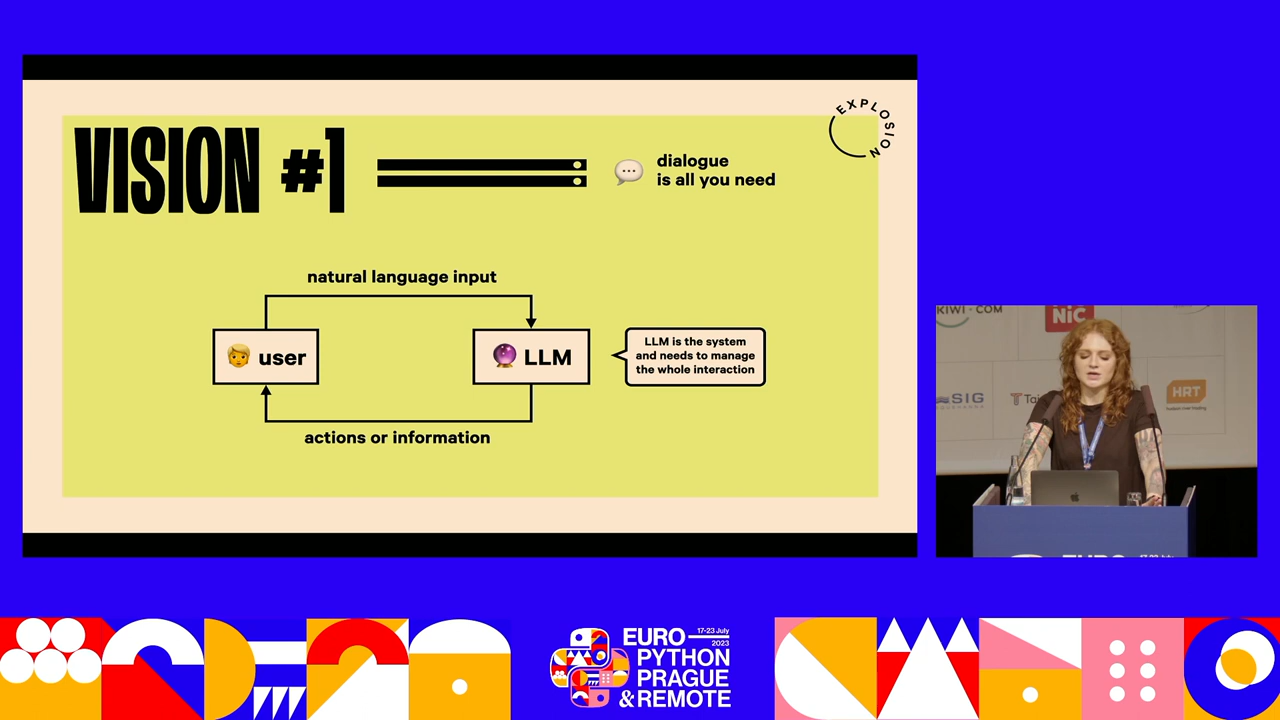 VISION #1
dialogue
is all you need
EXPLOSION
natural language input
user
LLM
LLM is the system
and needs to manage
the whole interaction
actions or information
KIWI-COM
NiC
SIG
HRT
EURO
17-23 July
2023
PYTHON
PRAGUE
& REMOTE